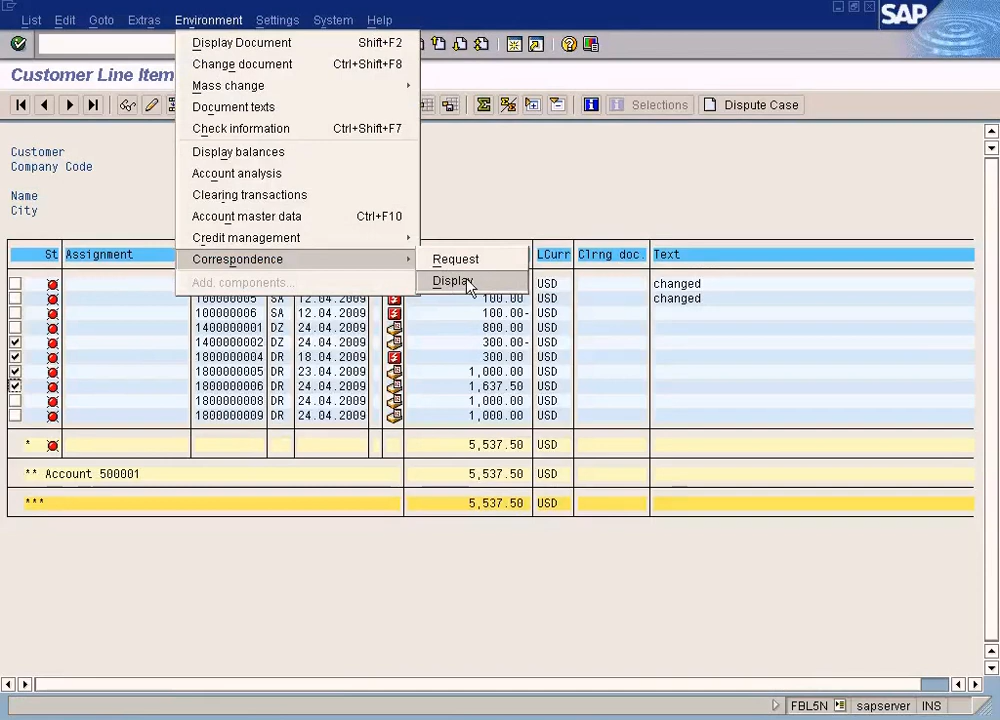 List Edit Goto Extras Environment Settings System Help
SAP
Display Document Shift+F2
Change document Ctrl+Shift+F8
Customer Line Item
Mass change
Document texts
Selections Dispute Case
Check information Ctrl+Shift+F7
Display balances
Customer
Company Code
Account analysis
Clearing transactions
Name
City
Account master data Ctrl+F10
Credit management
St Assignment LCurr Clrng doc. Text
Correspondence Request
Add. components... Display
USD changed
100000005 SA 12.04.2009 100.00 USD changed
100000006 SA 12.04.2009 100.00- USD
1400000001 DZ 24.04.2009 800.00 USD
1400000002 DZ 24.04.2009 300.00- USD
1800000004 DR 18.04.2009 300.00 USD
1800000005 DR 23.04.2009 1,000.00 USD
1800000006 DR 24.04.2009 1,637.50 USD
1800000008 DR 24.04.2009 1,000.00 USD
1800000009 DR 24.04.2009 1,000.00 USD
* 5,537.50 USD
** Account 500001 5,537.50 USD
*** 5,537.50 USD
FBL5N sapserver INS